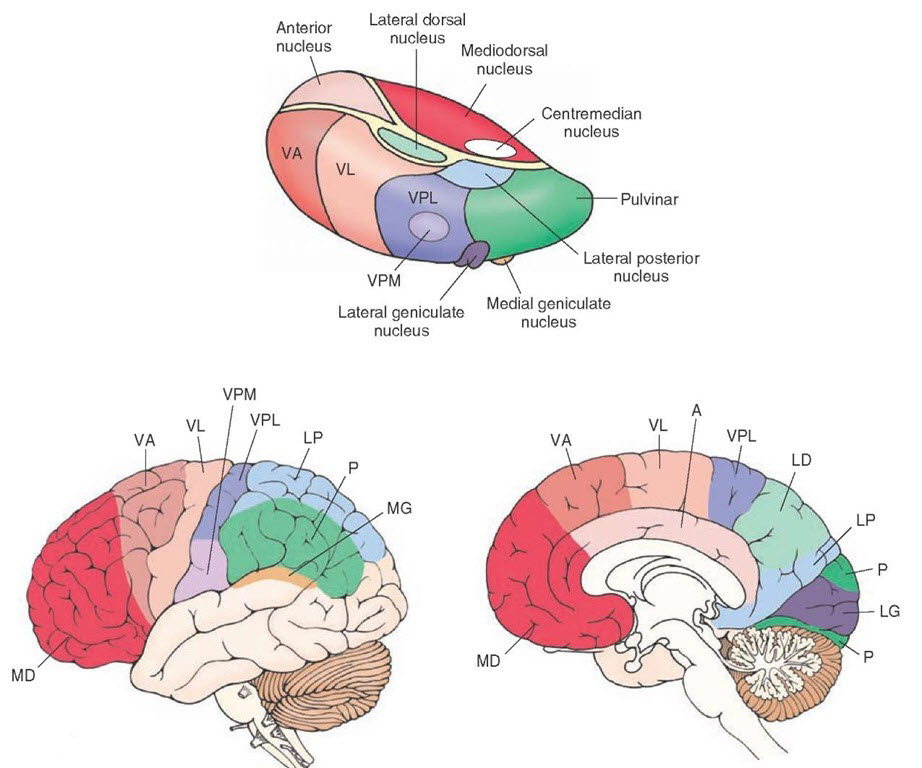 Anterior
nucleus
Lateral dorsal
nucleus
Mediodorsal
nucleus
Centremedian
nucleus
VA
VL
VPL
Pulvinar
VPM
Lateral posterior
nucleus
Lateral geniculate
nucleus
Medial geniculate
nucleus
VPM
VA
VL
VPL
LP
P
MG
MD
A
VA
VL
VPL
LD
LP
P
LG
P
MD